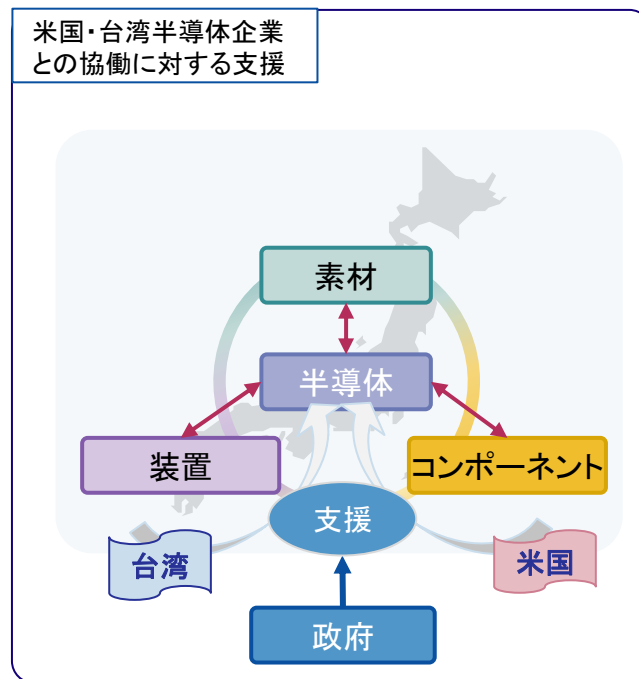 米国・台湾半導体企業
との協働に対する支援
素材
半導体
装置
コンポーネント
支援
台湾
米国
政府